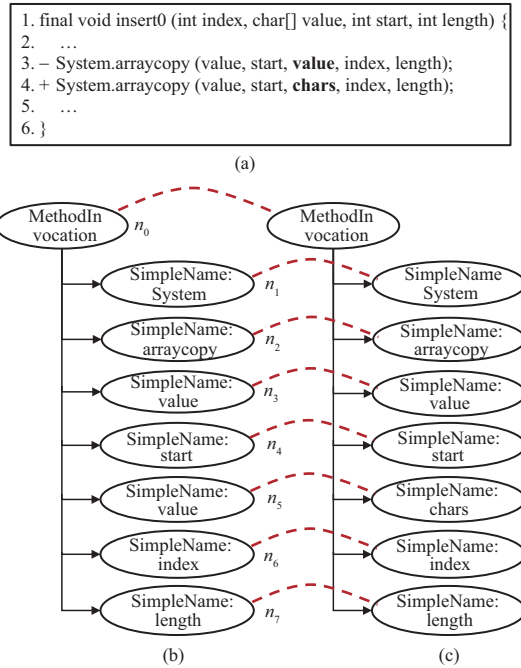 1. final void insert0 (int index, char[] value, int start, int length) {
2. …
3. – System.arraycopy (value, start, value, index, length);
4. + System.arraycopy (value, start, chars, index, length);
5. …
6. }
(a)
MethodIn
vocation
n0
MethodIn
vocation
SimpleName:
System
n1
SimpleName
System
SimpleName:
arraycopy
n2
SimpleName:
arraycopy
SimpleName:
value
n3
SimpleName:
value
SimpleName:
start
n4
SimpleName:
start
SimpleName:
value
n5
SimpleName:
chars
SimpleName:
index
n6
SimpleName:
index
SimpleName:
length
n7
SimpleName:
length
(b)
(c)